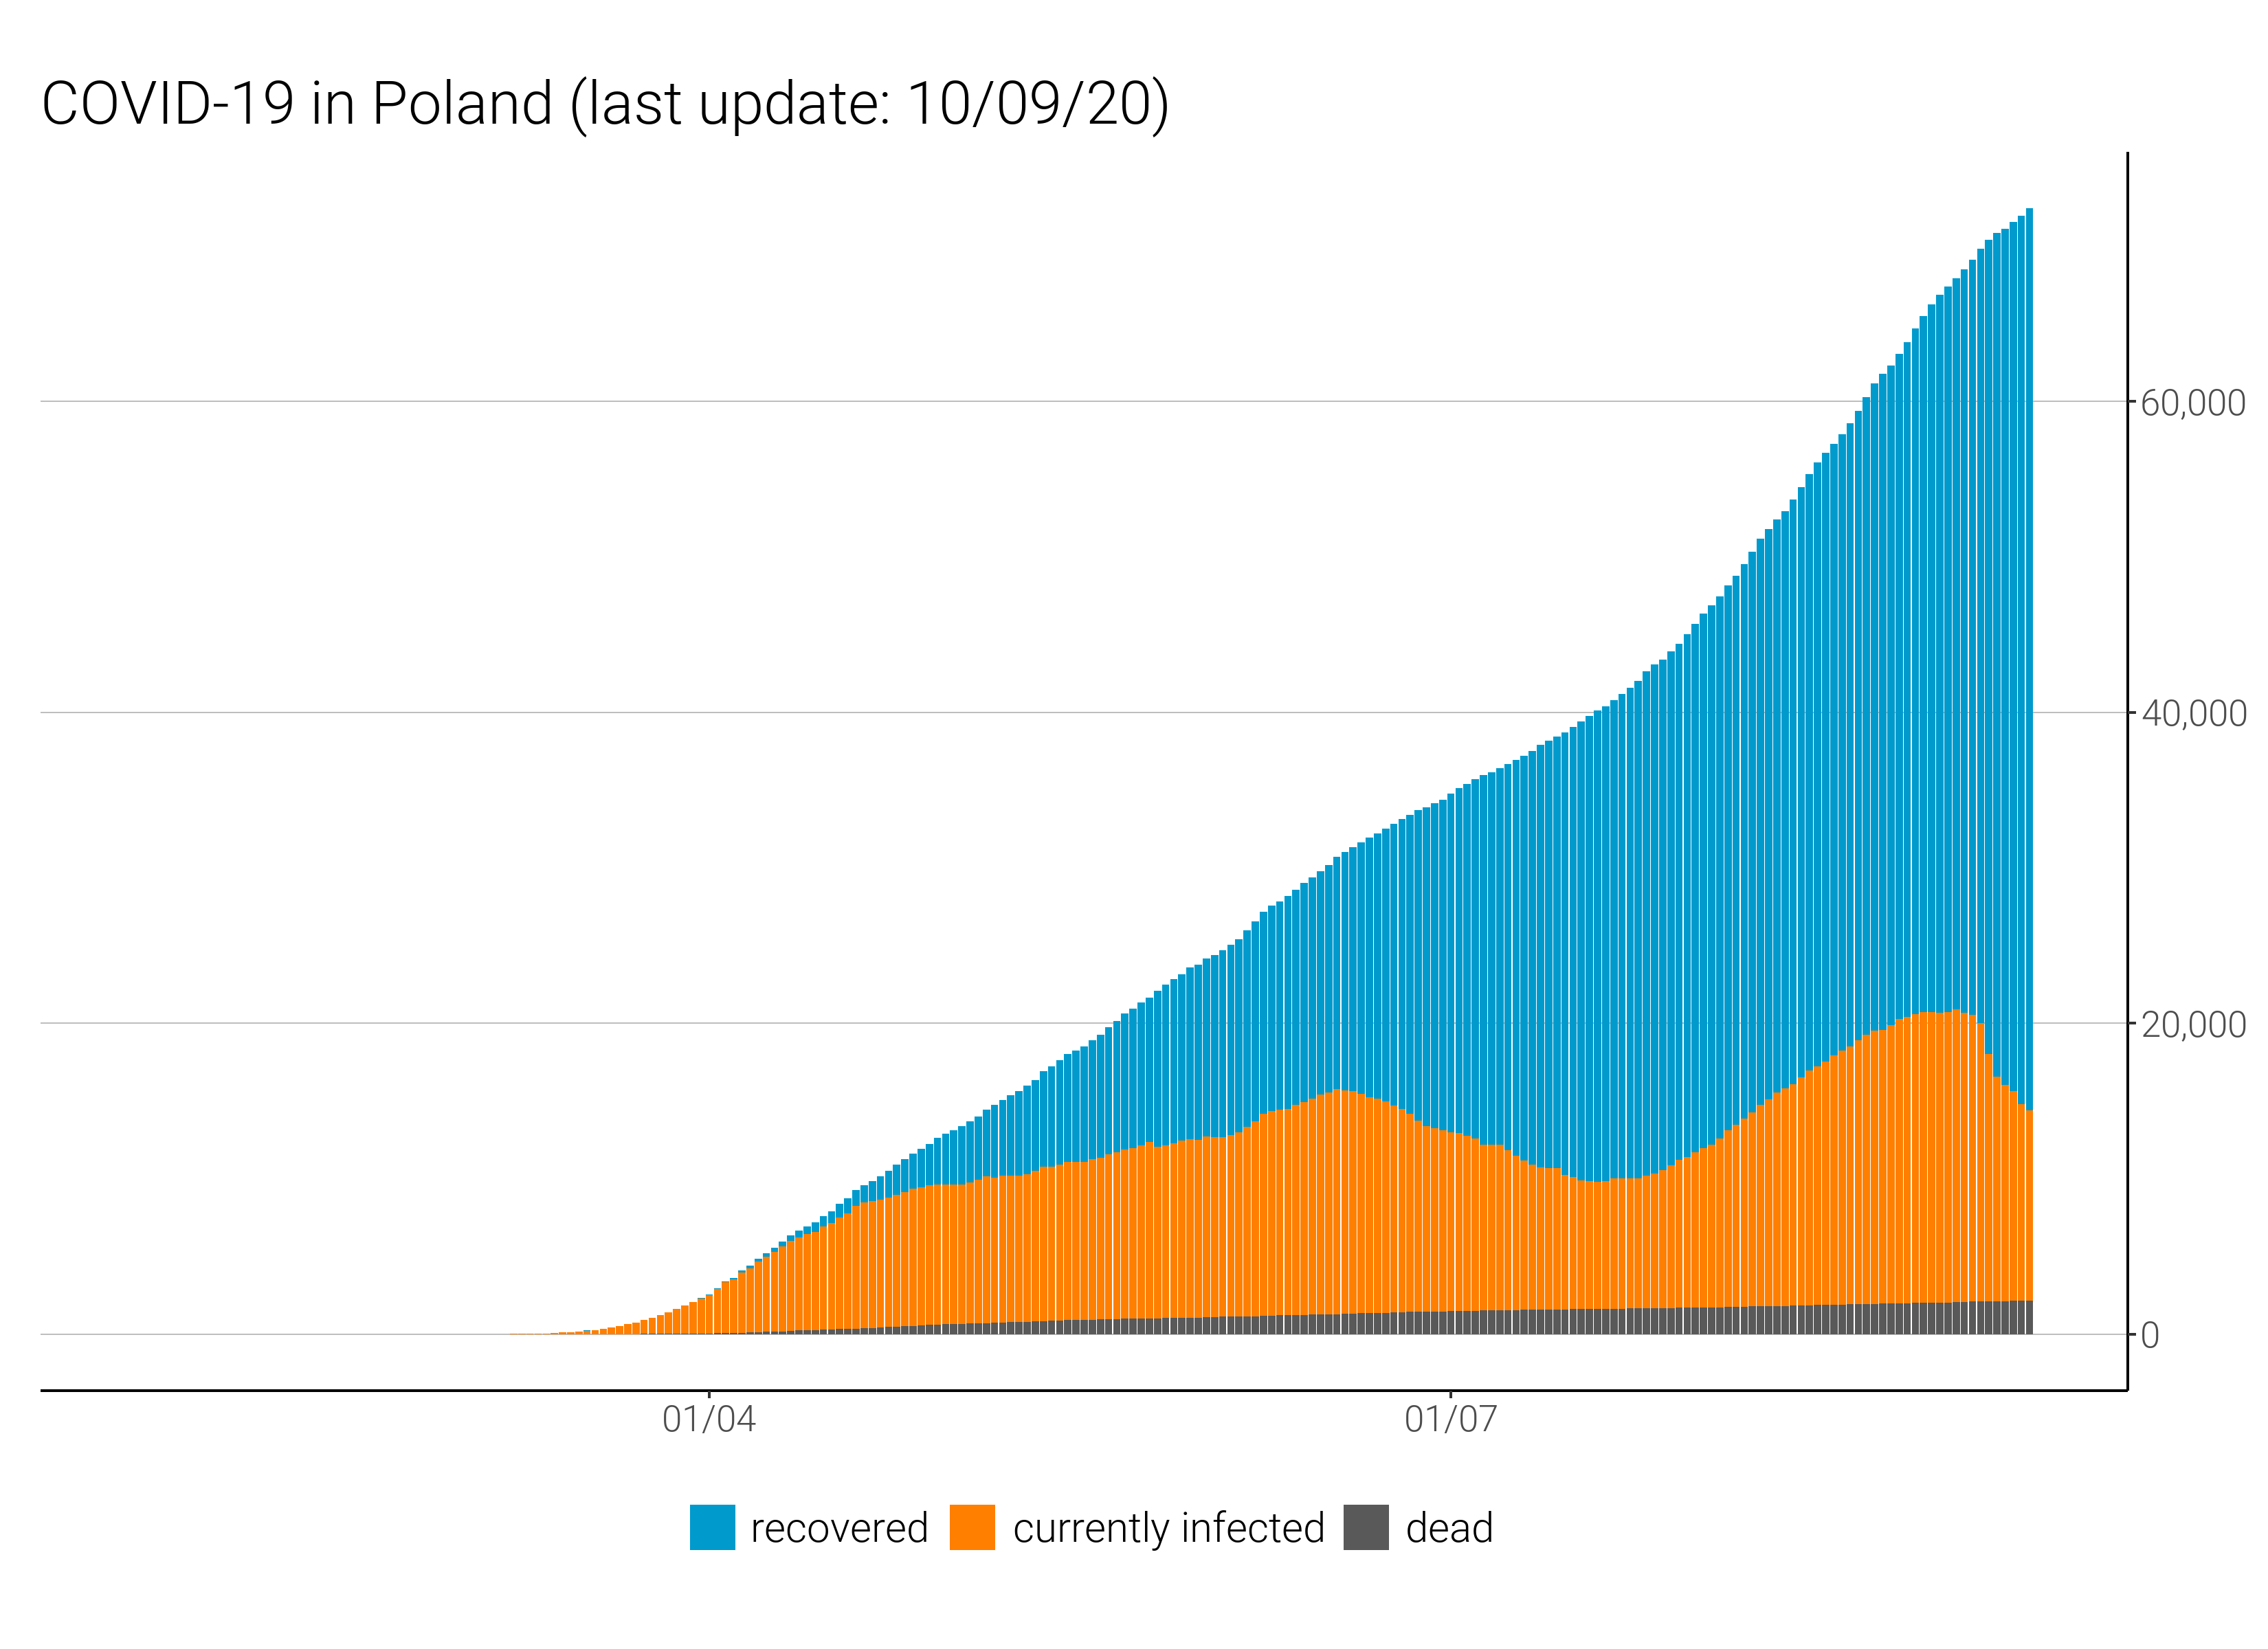 COVID-19 in Poland (last update: 10/09/20)
60,000
40,000
20,000
0
01/04 01/07
recovered currently infected dead